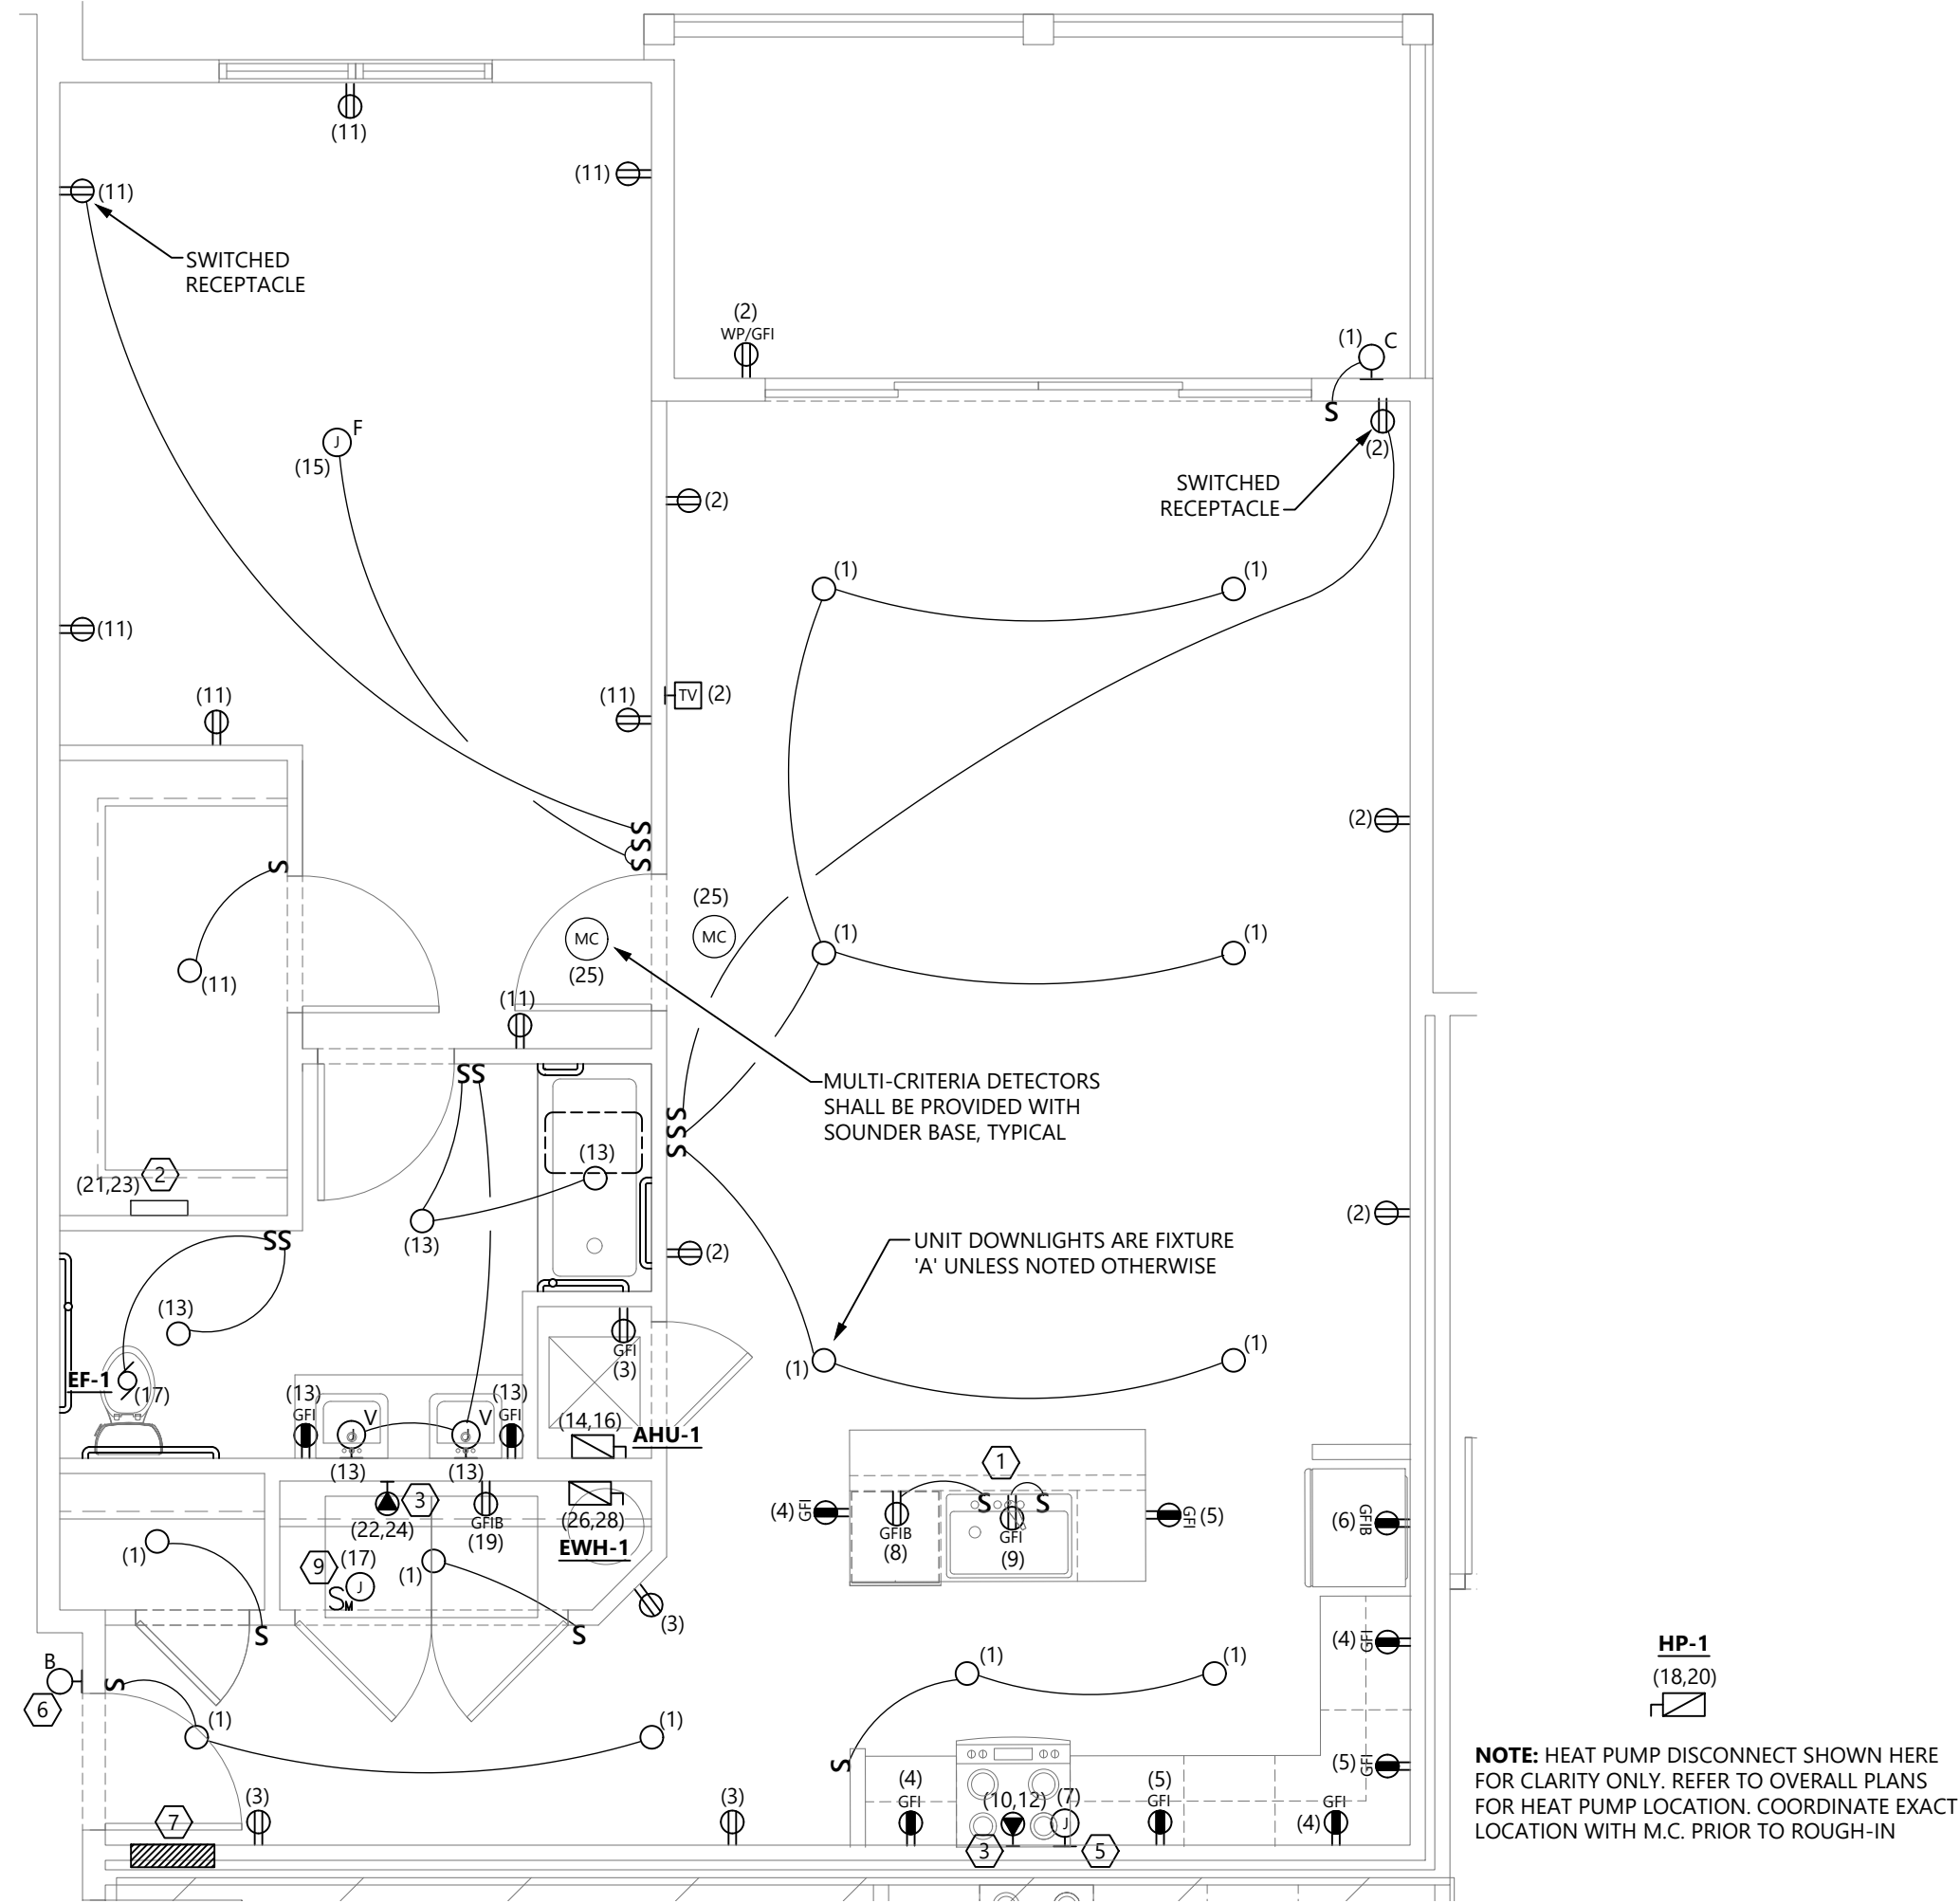 (11)
(11)
(11)
SWITCHED
RECEPTACLE
(2)
WP/GFI
(1) C
S
(2)
SWITCHED
RECEPTACLE
J F
(15)
(2)
(1)
(1)
(11)
(11)
(11)
TV (2)
(2)
S
S
S
S
(25)
MC
MC
(25)
(1)
(1)
(11)
(11)
SS
S
S
S
MULTI-CRITERIA DETECTORS
SHALL BE PROVIDED WITH
SOUNDER BASE, TYPICAL
(13)
2
(21,23)
(13)
SS
(2)
(2)
UNIT DOWNLIGHTS ARE FIXTURE
'A' UNLESS NOTED OTHERWISE
(13)
GFI
(3)
(1)
(1)
EF-1
(17)
(13)
GFI
J V
J V
(13)
GFI
(14,16)
AHU-1
(13)
(13)
3
(22,24)
GFIB
(19)
(26,28)
EWH-1
1
S
S
(4) GFI
GFIB
(8)
GFI
(9)
GFI (5)
(6) GFIB
(1)
9
(17)
J
SM
(1)
(3)
S
S
(4) GFI
B
6
S
(1)
(1)
(1)
(1)
S
HP-1
(18,20)
(5) GFI
7
(3)
(3)
(4)
GFI
(10,12)
(7)
J
(5)
GFI
GFI
(4)
3
5
NOTE: HEAT PUMP DISCONNECT SHOWN HERE
FOR CLARITY ONLY. REFER TO OVERALL PLANS
FOR HEAT PUMP LOCATION. COORDINATE EXACT
LOCATION WITH M.C. PRIOR TO ROUGH-IN